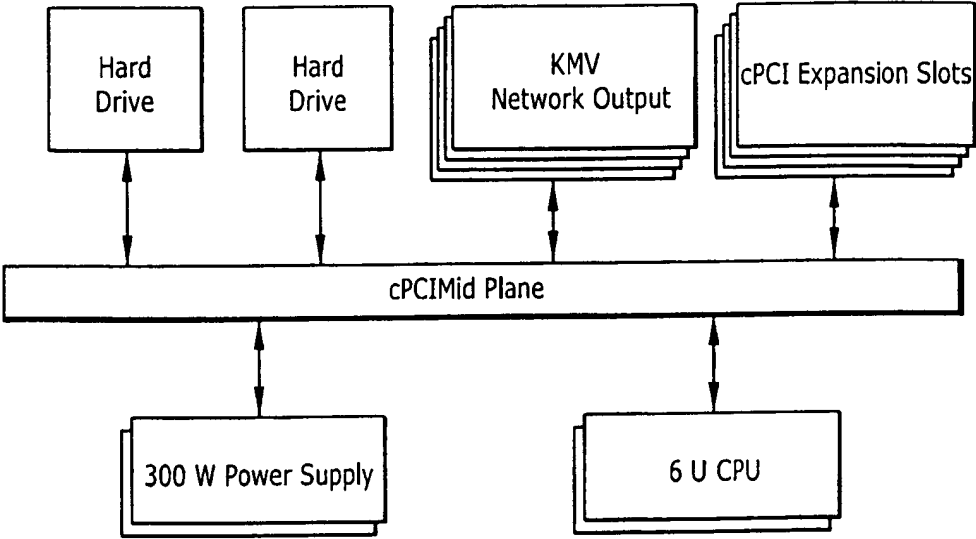 Hard
Drive
Hard
Drive
KMV
Network Output
cPCI Expansion Slots
cPCIMid Plane
300 W Power Supply
6 U CPU